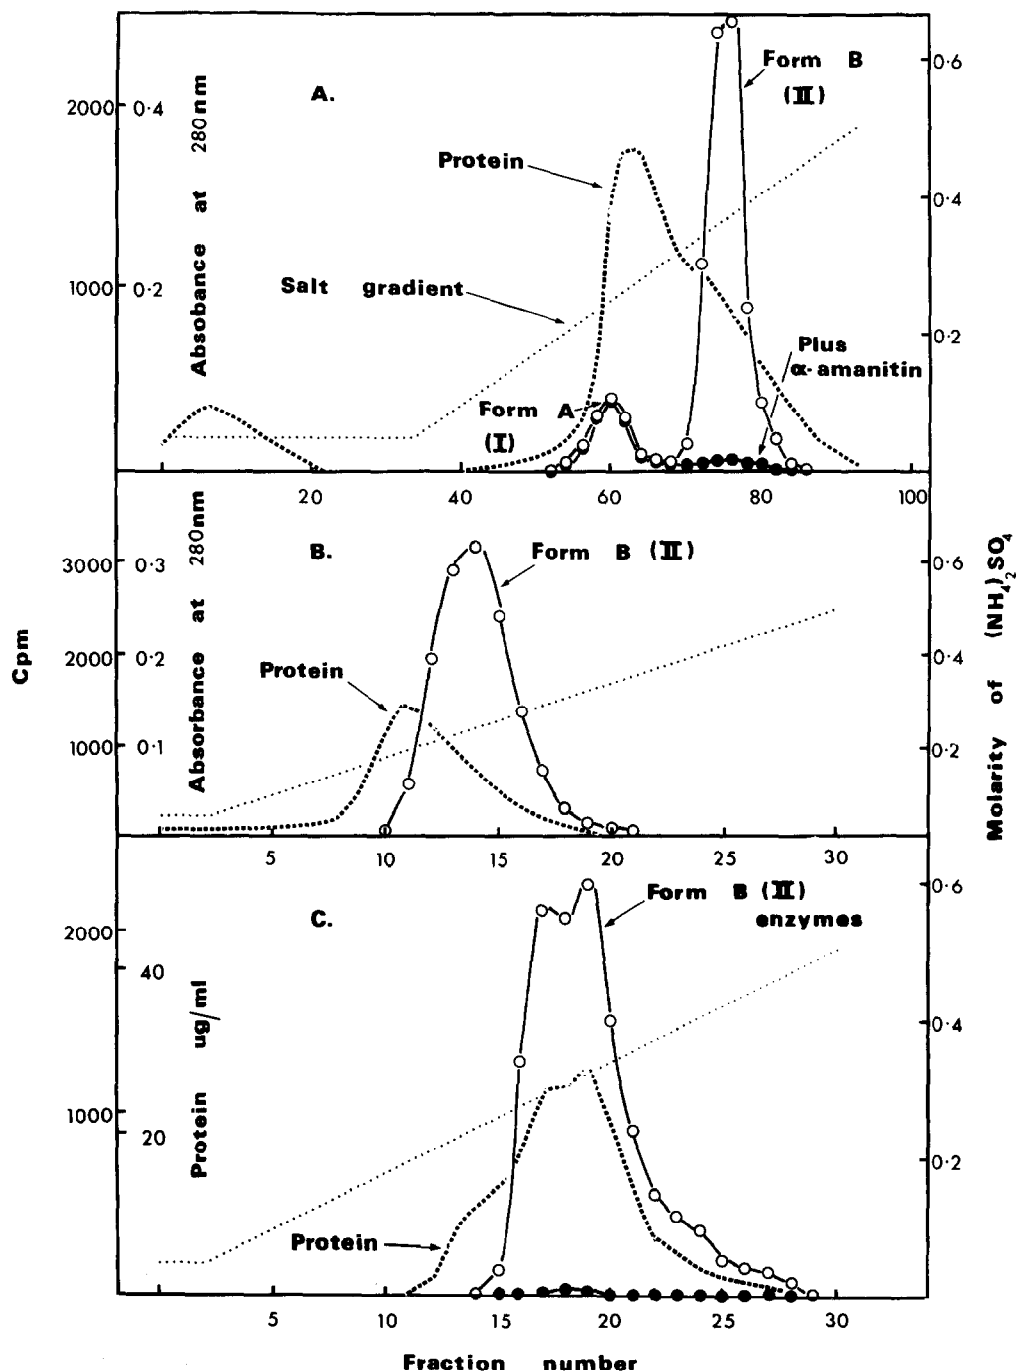 A.
Form B
(II)
Protein
Salt gradient
Form A
(I)
Plus
α-amanitin
2000
1000
0·4
0·2
Absobance at 280nm
0·6
0·4
0·2
20
40
60
80
100
B.
Form B (II)
Protein
3000
2000
1000
0·3
0·2
0·1
Absorbance at 280nm
0·6
0·4
0·2
5
10
15
20
25
30
C.
Form B (II)
enzymes
Protein
2000
1000
40
20
Protein ug/ml
0·6
0·4
0·2
5
10
15
20
25
30
Cpm
Molarity of (NH4)2SO4
Fraction number